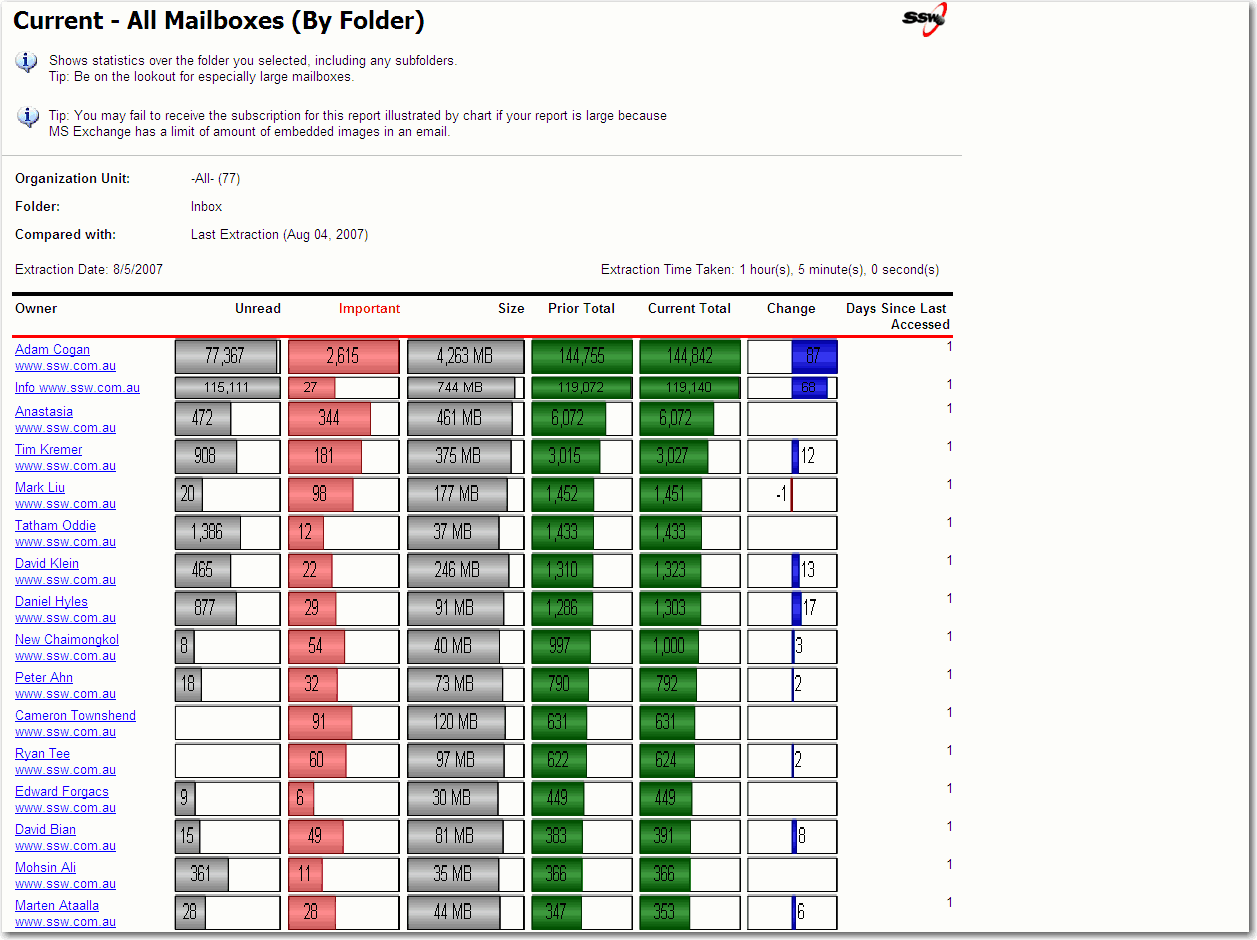 Current - All Mailboxes (By Folder)
SSW
Shows statistics over the folder you selected, including any subfolders.
Tip: Be on the lookout for especially large mailboxes.
Tip: You may fail to receive the subscription for this report illustrated by chart if your report is large because
MS Exchange has a limit of amount of embedded images in an email.
Organization Unit: -All- (77)
Folder: Inbox
Compared with: Last Extraction (Aug 04, 2007)
Extraction Date: 8/5/2007 Extraction Time Taken: 1 hour(s), 5 minute(s), 0 second(s)
Owner Unread Important Size Prior Total Current Total Change Days Since Last
Accessed
Adam Cogan 77,367 2,615 4,263 MB 144,755 144,842 87 1
www.ssw.com.au
Info www.ssw.com.au 115,111 27 744 MB 119,072 119,140 68 1
Anastasia 472 344 461 MB 6,072 6,072 1
www.ssw.com.au
Tim Kremer 908 181 375 MB 3,015 3,027 12 1
www.ssw.com.au
Mark Liu 20 98 177 MB 1,452 1,451 -1 1
www.ssw.com.au
Tatham Oddie 1,386 12 37 MB 1,433 1,433 1
www.ssw.com.au
David Klein 465 22 246 MB 1,310 1,323 13 1
www.ssw.com.au
Daniel Hyles 877 29 91 MB 1,286 1,303 17 1
www.ssw.com.au
New Chaimongkol 8 54 40 MB 997 1,000 3 1
www.ssw.com.au
Peter Ahn 18 32 73 MB 790 792 2 1
www.ssw.com.au
Cameron Townshend 91 120 MB 631 631 1
www.ssw.com.au
Ryan Tee 60 97 MB 622 624 2 1
www.ssw.com.au
Edward Forgacs 9 6 30 MB 449 449 1
www.ssw.com.au
David Bian 15 49 81 MB 383 391 8 1
www.ssw.com.au
Mohsin Ali 361 11 35 MB 366 366 1
www.ssw.com.au
Marten Ataalla 28 28 44 MB 347 353 6 1
www.ssw.com.au